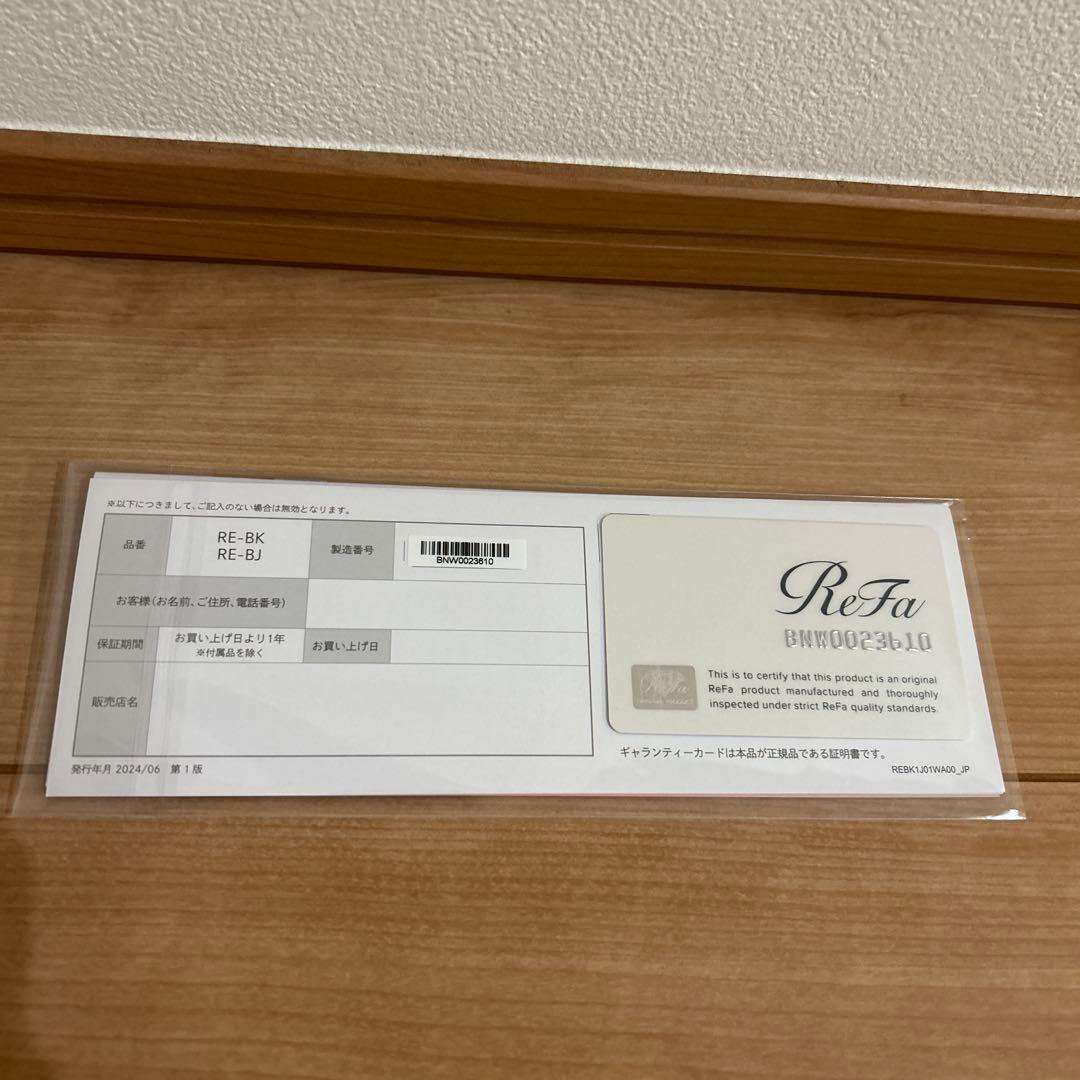 ※以下につきまして、ご記入のない場合は無効となります。
品番
RE-BK
RE-BJ
製造番号
BNW0023610
お客様(お名前、ご住所、電話番号)
保証期間
お買い上げ日より1年
※付属品を除く
お買い上げ日
販売店名
発行年月 2024/06 第1版
ReFa
BNW0023610
ReFa
This is to certify that this product is an original
ReFa product manufactured and thoroughly
inspected under strict ReFa quality standards.
ギャランティーカードは本品が正規品である証明書です。
REBK1J01WA00_JP